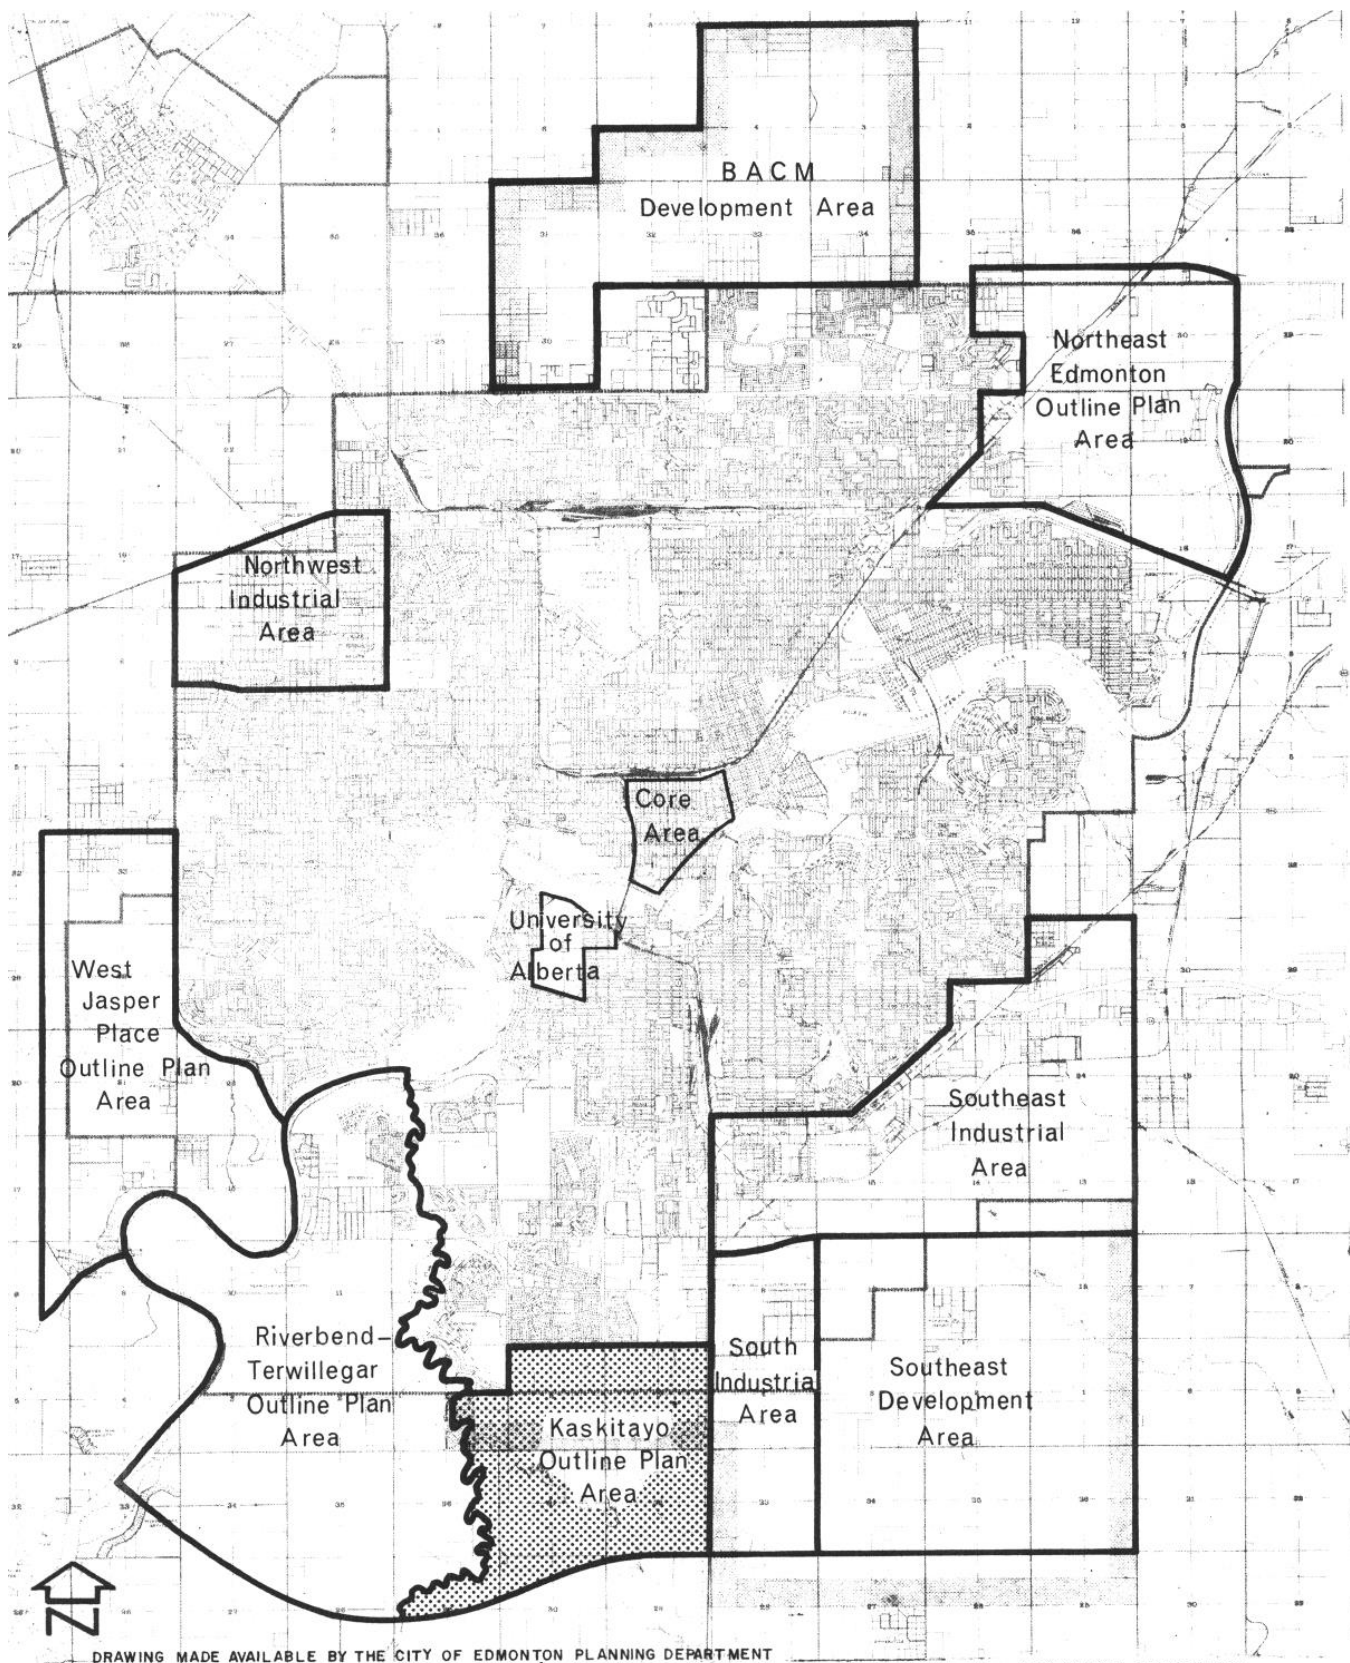 BACM
Development Area
Northeast
Edmonton
Outline Plan
Area
Northwest
Industrial
Area
Core
Area
University
of
Alberta
West
Jasper
Place
Outline Plan
Area
Southeast
Industrial
Area
Riverbend-
Terwillegar
Outline Plan
Area
South
Industrial
Area
Southeast
Development
Area
Kaskitayo
Outline Plan
Area
N
DRAWING MADE AVAILABLE BY THE CITY OF EDMONTON PLANNING DEPARTMENT